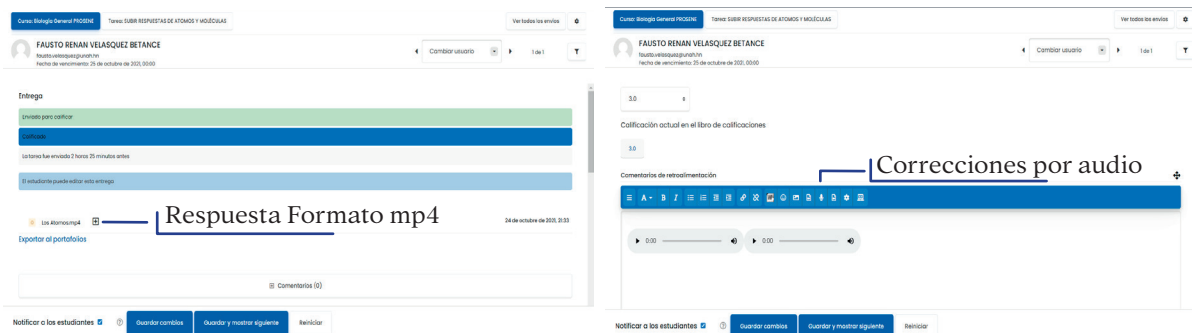 Curso: Biología General PROSENE
Tarea: SUBIR RESPUESTAS DE ATOMOS Y MOLÉCULAS
Ver todos los envíos
FAUSTO RENAN VELASQUEZ BETANCE
fausto.velasquez@unah.hn
Fecha de vencimiento: 25 de octubre de 2021, 00:00
Cambiar usuario
1 de 1
Entrega
Enviado para calificar
Calificado
La tarea fue enviada 2 horas 25 minutos antes
El estudiante puede editar esta entrega
Los Atomos.mp4
Respuesta Formato mp4
24 de octubre de 2021, 21:33
Exportar al portafolios
Comentarios (0)
Notificar a los estudiantes
Guardar cambios
Guardar y mostrar siguiente
Reiniciar
Curso: Biología General PROSENE
Tarea: SUBIR RESPUESTAS DE ATOMOS Y MOLÉCULAS
Ver todos los envíos
FAUSTO RENAN VELASQUEZ BETANCE
fausto.velasquez@unah.hn
Fecha de vencimiento: 25 de octubre de 2021, 00:00
Cambiar usuario
1 de 1
3.0
Calificación actual en el libro de calificaciones
3.0
Correcciones por audio
Comentarios de retroalimentación
A B I
0:00
0:00
Notificar a los estudiantes
Guardar cambios
Guardar y mostrar siguiente
Reiniciar